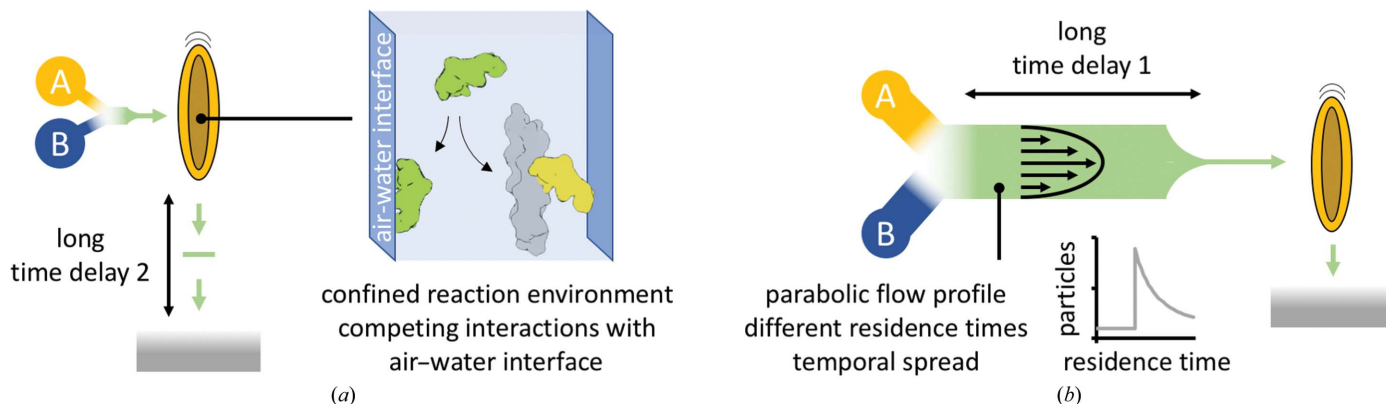 A
B
long
time delay 2
air-water interface
confined reaction environment
competing interactions with
air–water interface
(a)
long
time delay 1
A
B
parabolic flow profile
different residence times
temporal spread
particles
residence time
(b)